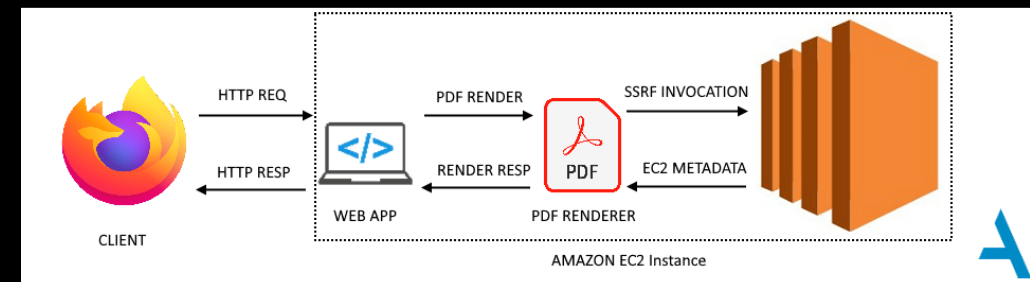 HTTP REQ
PDF RENDER
SSRF INVOCATION
</>
HTTP RESP
RENDER RESP
PDF
EC2 METADATA
WEB APP
PDF RENDERER
CLIENT
AMAZON EC2 Instance